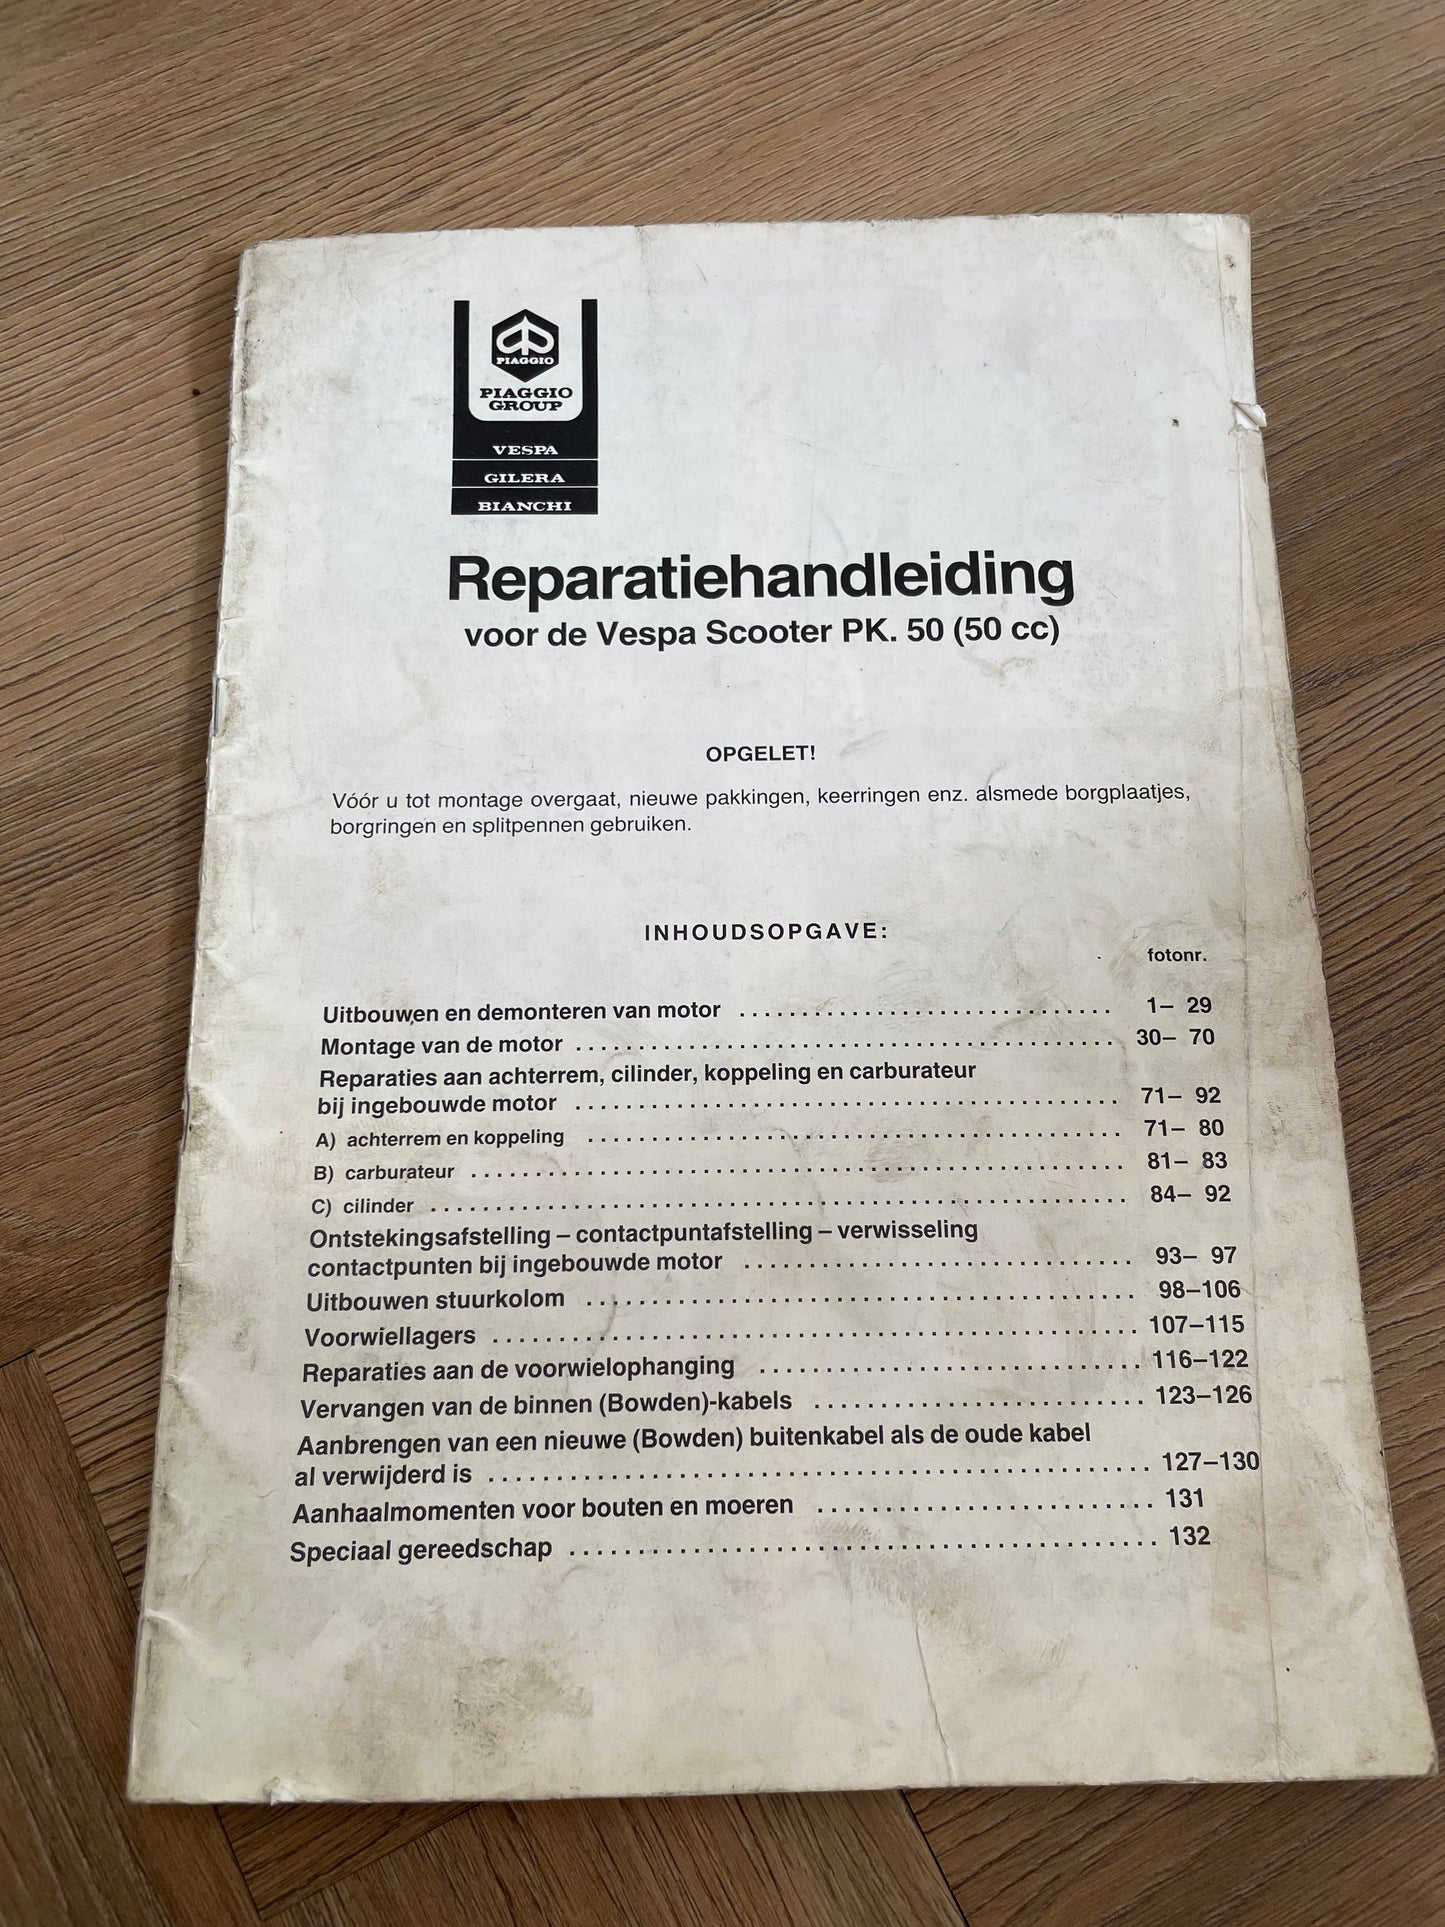 PIAGGIO
PIAGGIO
GROUP
VESPA
GILERA
BIANCHI
Reparatiehandleiding
voor de Vespa Scooter PK. 50 (50 cc)
OPGELET!
Vóór u tot montage overgaat, nieuwe pakkingen, keerringen enz. alsmede borgplaatjes,
borgringen en splitpennen gebruiken.
INHOUDSOPGAVE:
fotonr.
Uitbouwen en demonteren van motor .............................. 1– 29
Montage van de motor ............................................ 30– 70
Reparaties aan achterrem, cilinder, koppeling en carburateur
bij ingebouwde motor ............................................ 71– 92
A) achterrem en koppeling ............................................ 71– 80
B) carburateur .................................................... 81– 83
C) cilinder ........................................................ 84– 92
Ontstekingsafstelling – contactpuntafstelling – verwisseling
contactpunten bij ingebouwde motor .............................. 93– 97
Uitbouwen stuurkolom ............................................ 98–106
Voorwiellagers .................................................... 107–115
Reparaties aan de voorwielophanging .............................. 116–122
Vervangen van de binnen (Bowden)-kabels .......................... 123–126
Aanbrengen van een nieuwe (Bowden) buitenkabel als de oude kabel
al verwijderd is .................................................... 127–130
Aanhaalmomenten voor bouten en moeren .......................... 131
Speciaal gereedschap .............................................. 132